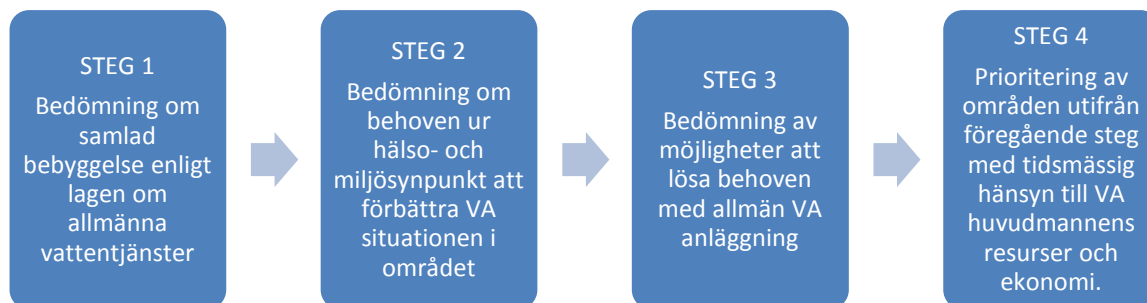 STEG 1
Bedömning om
samlad
bebyggelse enligt
lagen om
allmänna
vattentjänster
STEG 2
Bedömning om
behoven ur
hälso- och
miljösynpunkt att
förbättra VA
situationen i
området
STEG 3
Bedömning av
möjligheter att
lösa behoven
med allmän VA
anläggning
STEG 4
Prioritering av
områden utifrån
föregående steg
med tidsmässig
hänsyn till VA
huvudmannens
resurser och
ekonomi.